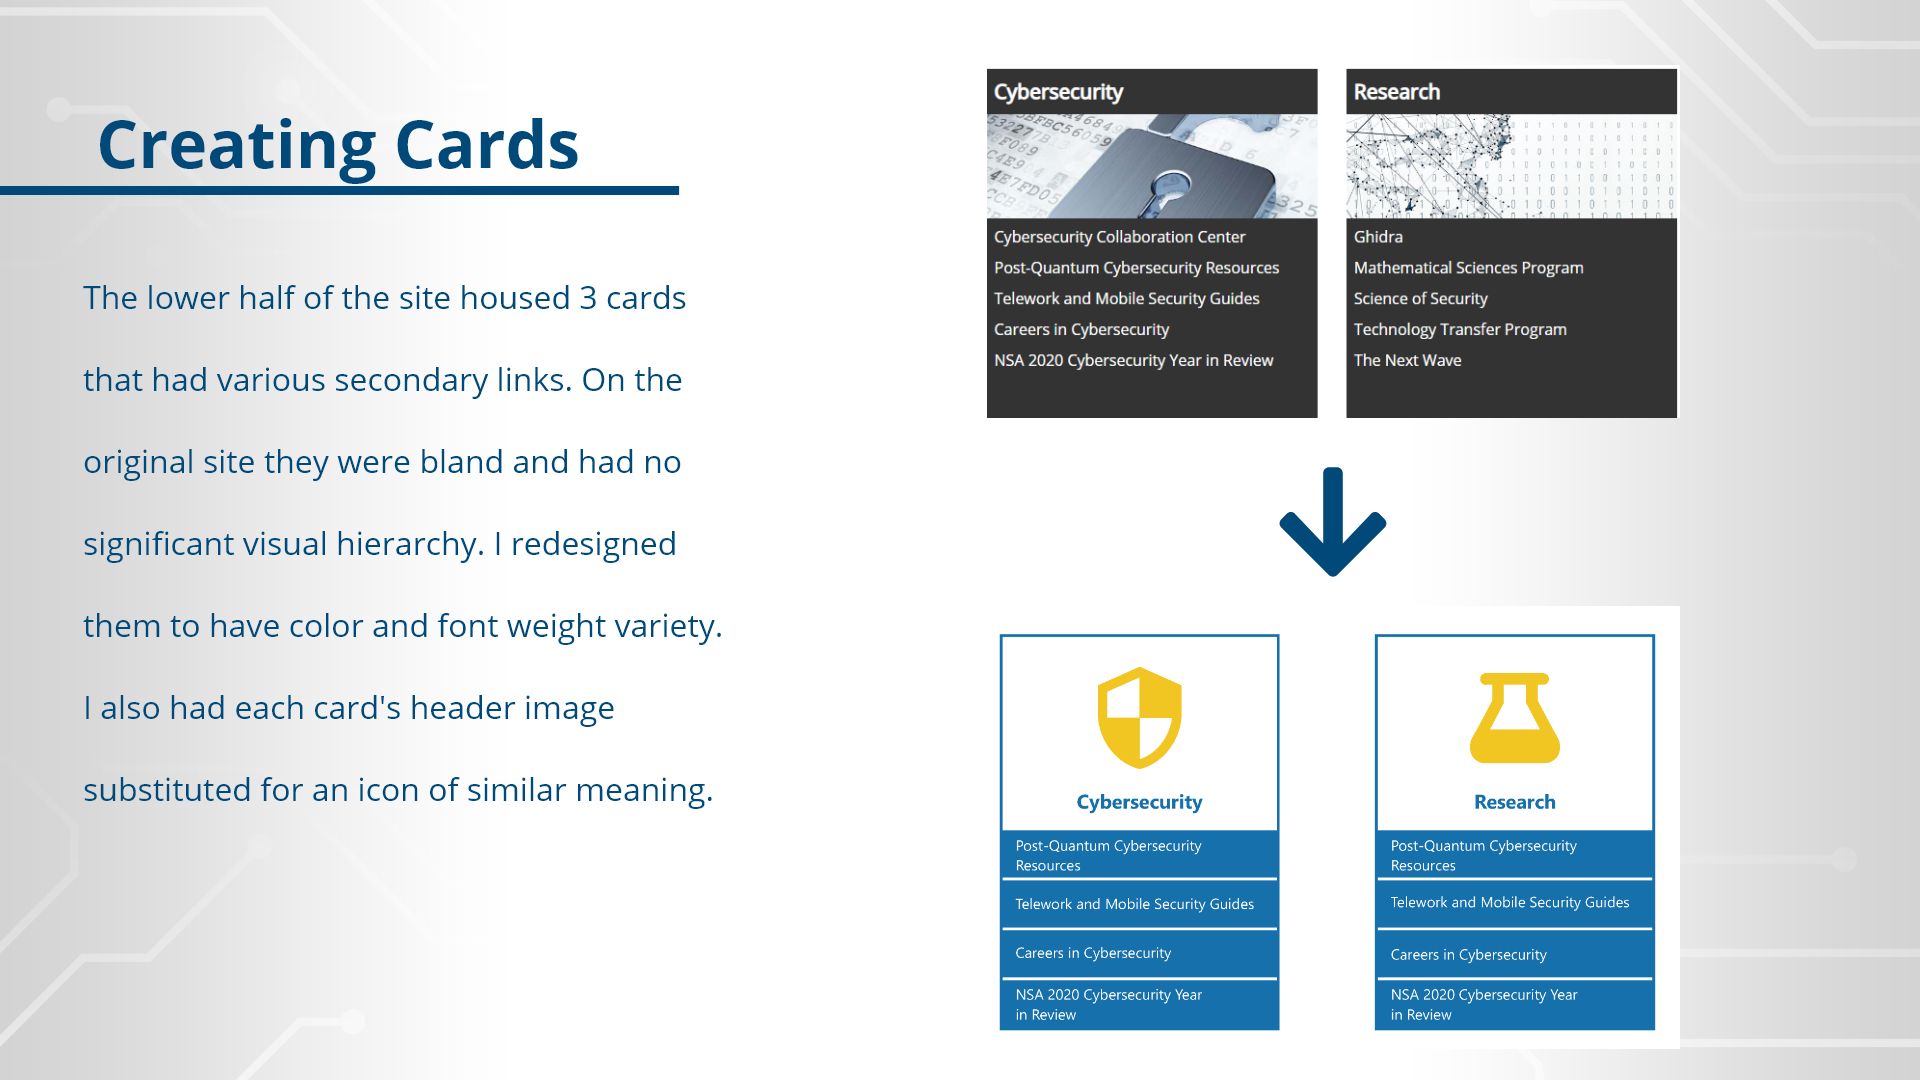 Creating Cards
The lower half of the site housed 3 cards
that had various secondary links. On the
original site they were bland and had no
significant visual hierarchy. I redesigned
them to have color and font weight variety.
I also had each card's header image
substituted for an icon of similar meaning.
Cybersecurity
Cybersecurity Collaboration Center
Post-Quantum Cybersecurity Resources
Telework and Mobile Security Guides
Careers in Cybersecurity
NSA 2020 Cybersecurity Year in Review
Research
Ghidra
Mathematical Sciences Program
Science of Security
Technology Transfer Program
The Next Wave
Cybersecurity
Post-Quantum Cybersecurity
Resources
Telework and Mobile Security Guides
Careers in Cybersecurity
NSA 2020 Cybersecurity Year
in Review
Research
Post-Quantum Cybersecurity
Resources
Telework and Mobile Security Guides
Careers in Cybersecurity
NSA 2020 Cybersecurity Year
in Review